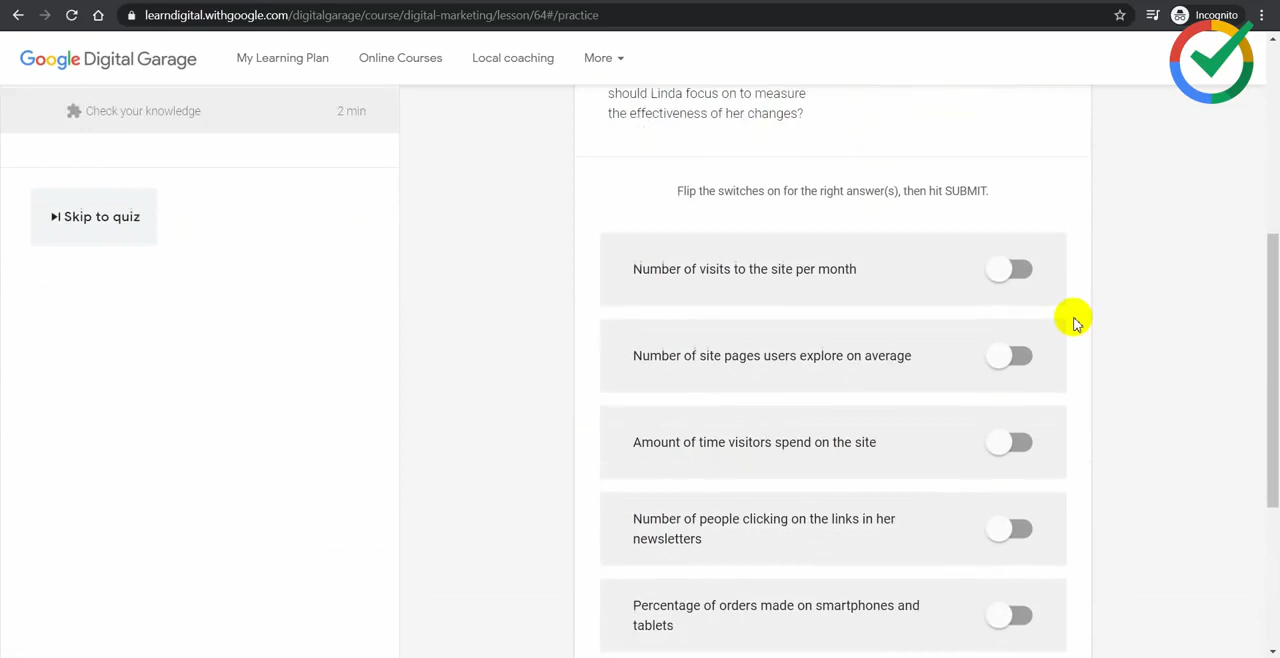 learndigital.withgoogle.com/digitalgarage/course/digital-marketing/lesson/64#/practice
Incognito
Google Digital Garage
My Learning Plan
Online Courses
Local coaching
More
Check your knowledge
2 min
Skip to quiz
should Linda focus on to measure
the effectiveness of her changes?
Flip the switches on for the right answer(s), then hit SUBMIT.
Number of visits to the site per month
Number of site pages users explore on average
Amount of time visitors spend on the site
Number of people clicking on the links in her
newsletters
Percentage of orders made on smartphones and
tablets